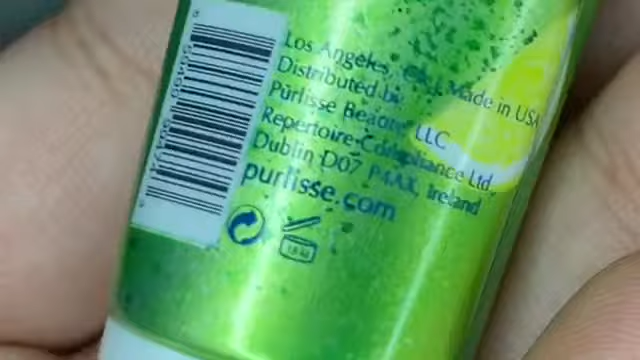 Los Angeles, CA, Made in USA
Distributed by
Pürlisse Beaute, LLC
Repertoire-Compliance Ltd.
Dublin D07 P4AX, Ireland
purlisse.com